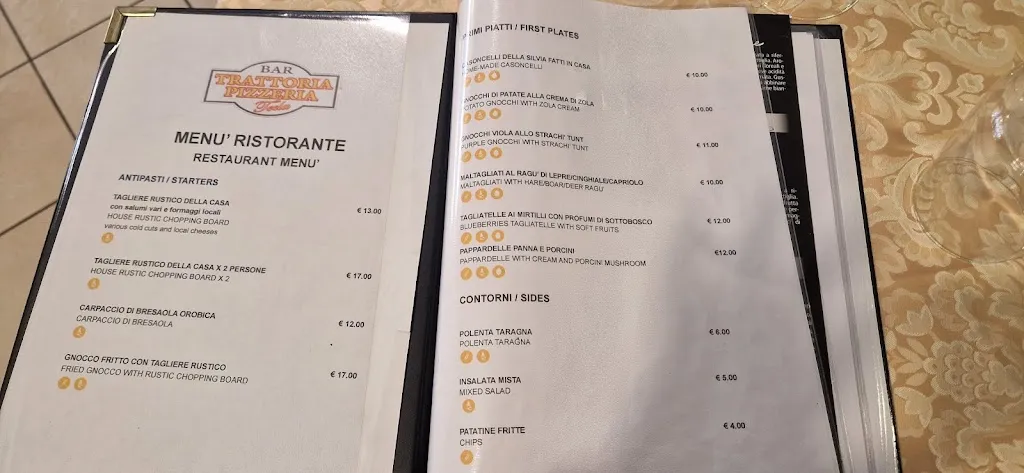 BAR
TRATTORIA
PIZZERIA
MENU' RISTORANTE
RESTAURANT MENU'
ANTIPASTI / STARTERS
TAGLIERE RUSTICO DELLA CASA
con salumi vari e formaggi locali
€ 13.00
HOUSE RUSTIC CHOPPING BOARD
various cold cuts and local cheeses
TAGLIERE RUSTICO DELLA CASA X 2 PERSONE
€ 17.00
HOUSE RUSTIC CHOPPING BOARD X 2
CARPACCIO DI BRESAOLA OROBICA
€ 12.00
CARPACCIO DI BRESAOLA
GNOCCO FRITTO CON TAGLIERE RUSTICO
€ 17.00
FRIED GNOCCO WITH RUSTIC CHOPPING BOARD
PRIMI PIATTI / FIRST PLATES
CASONCELLI DELLA SILVIA FATTI IN CASA
HOME-MADE CASONCELLI
€ 10.00
GNOCCHI DI PATATE ALLA CREMA DI ZOLA
POTATO GNOCCHI WITH ZOLA CREAM
€ 10.00
GNOCCHI VIOLA ALLO STRACHI' TUNT
PURPLE GNOCCHI WITH STRACHI' TUNT
€ 11.00
MALTAGLIATI AL RAGU' DI LEPRE/CINGHIALE/CAPRIOLO
MALTAGLIATI WITH HARE/BOAR/DEER RAGU'
€ 10.00
TAGLIATELLE AI MIRTILLI CON PROFUMI DI SOTTOBOSCO
€ 12.00
BLUEBERRIES TAGLIATELLE WITH SOFT FRUITS
PAPPARDELLE PANNA E PORCINI
€12.00
PAPPARDELLE WITH CREAM AND PORCINI MUSHROOM
CONTORNI / SIDES
POLENTA TARAGNA
€ 6.00
POLENTA TARAGNA
INSALATA MISTA
€ 5.00
MIXED SALAD
PATATINE FRITTE
€ 4.00
CHIPS